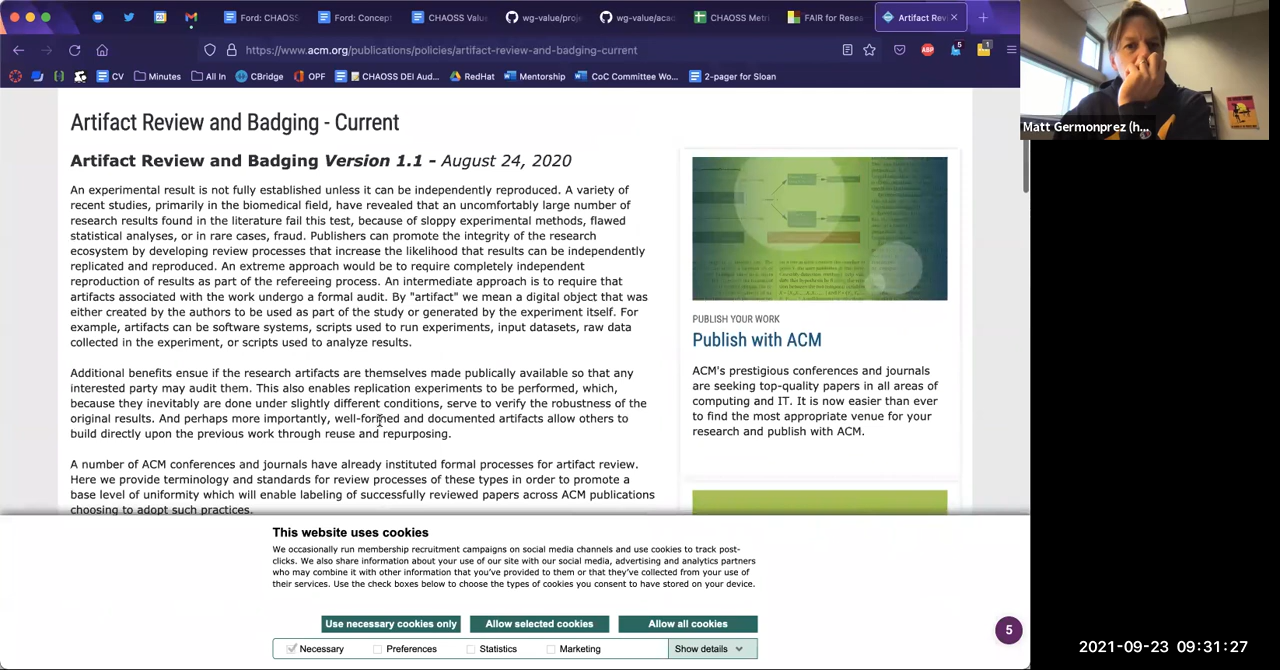 Ford: CHAOSS
Ford: Concept
CHAOSS Valu
wg-value/proj
wg-value/aca
CHAOSS Metri
FAIR for Resea
Artifact Rev
https://www.acm.org/publications/policies/artifact-review-and-badging-current
ASP
5
1
CV
Minutes
All In
CBridge
OPF
CHAOSS DEI Aud...
RedHat
Mentorship
CoC Committee Wo...
2-pager for Sloan
Matt Germonprez (h...
Artifact Review and Badging - Current
Artifact Review and Badging Version 1.1 - August 24, 2020
An experimental result is not fully established unless it can be independently reproduced. A variety of
recent studies, primarily in the biomedical field, have revealed that an uncomfortably large number of
research results found in the literature fail this test, because of sloppy experimental methods, flawed
statistical analyses, or in rare cases, fraud. Publishers can promote the integrity of the research
ecosystem by developing review processes that increase the likelihood that results can be independently
replicated and reproduced. An extreme approach would be to require completely independent
reproduction of results as part of the refereeing process. An intermediate approach is to require that
artifacts associated with the work undergo a formal audit. By "artifact" we mean a digital object that was
either created by the authors to be used as part of the study or generated by the experiment itself. For
example, artifacts can be software systems, scripts used to run experiments, input datasets, raw data
collected in the experiment, or scripts used to analyze results.
Additional benefits ensue if the research artifacts are themselves made publically available so that any
interested party may audit them. This also enables replication experiments to be performed, which,
because they inevitably are done under slightly different conditions, serve to verify the robustness of the
original results. And perhaps more importantly, well-formed and documented artifacts allow others to
build directly upon the previous work through reuse and repurposing.
A number of ACM conferences and journals have already instituted formal processes for artifact review.
Here we provide terminology and standards for review processes of these types in order to promote a
base level of uniformity which will enable labeling of successfully reviewed papers across ACM publications
choosing to adopt such practices.
PUBLISH YOUR WORK
Publish with ACM
ACM's prestigious conferences and journals
are seeking top-quality papers in all areas of
computing and IT. It is now easier than ever
to find the most appropriate venue for your
research and publish with ACM.
This website uses cookies
We occasionally run membership recruitment campaigns on social media channels and use cookies to track post-
clicks. We also share information about your use of our site with our social media, advertising and analytics partners
who may combine it with other information that you've provided to them or that they've collected from your use of
their services. Use the check boxes below to choose the types of cookies you consent to have stored on your device.
Use necessary cookies only
Allow selected cookies
Allow all cookies
Necessary
Preferences
Statistics
Marketing
Show details
5
2021-09-23 09:31:27